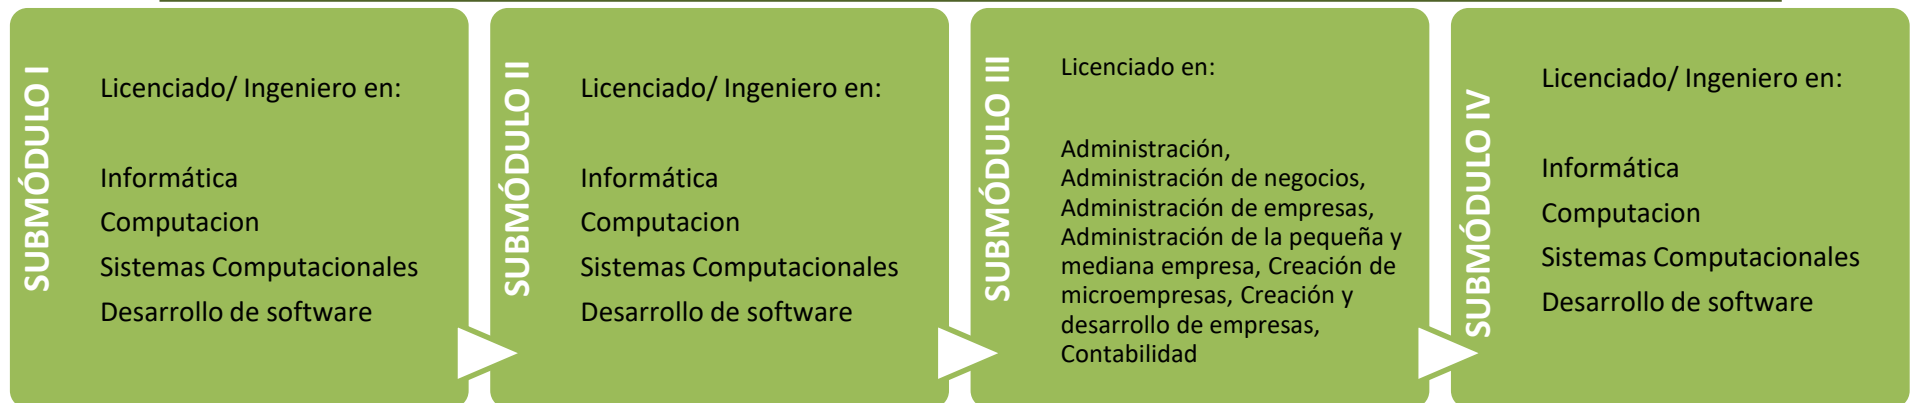 SUBMÓDULO I
Licenciado/ Ingeniero en:
Informática
Computacion
Sistemas Computacionales
Desarrollo de software
SUBMÓDULO II
Licenciado/ Ingeniero en:
Informática
Computacion
Sistemas Computacionales
Desarrollo de software
SUBMÓDULO III
Licenciado en:
Administración,
Administración de negocios,
Administración de empresas,
Administración de la pequeña y
mediana empresa, Creación de
microempresas, Creación y
desarrollo de empresas,
Contabilidad
SUBMÓDULO IV
Licenciado/ Ingeniero en:
Informática
Computacion
Sistemas Computacionales
Desarrollo de software